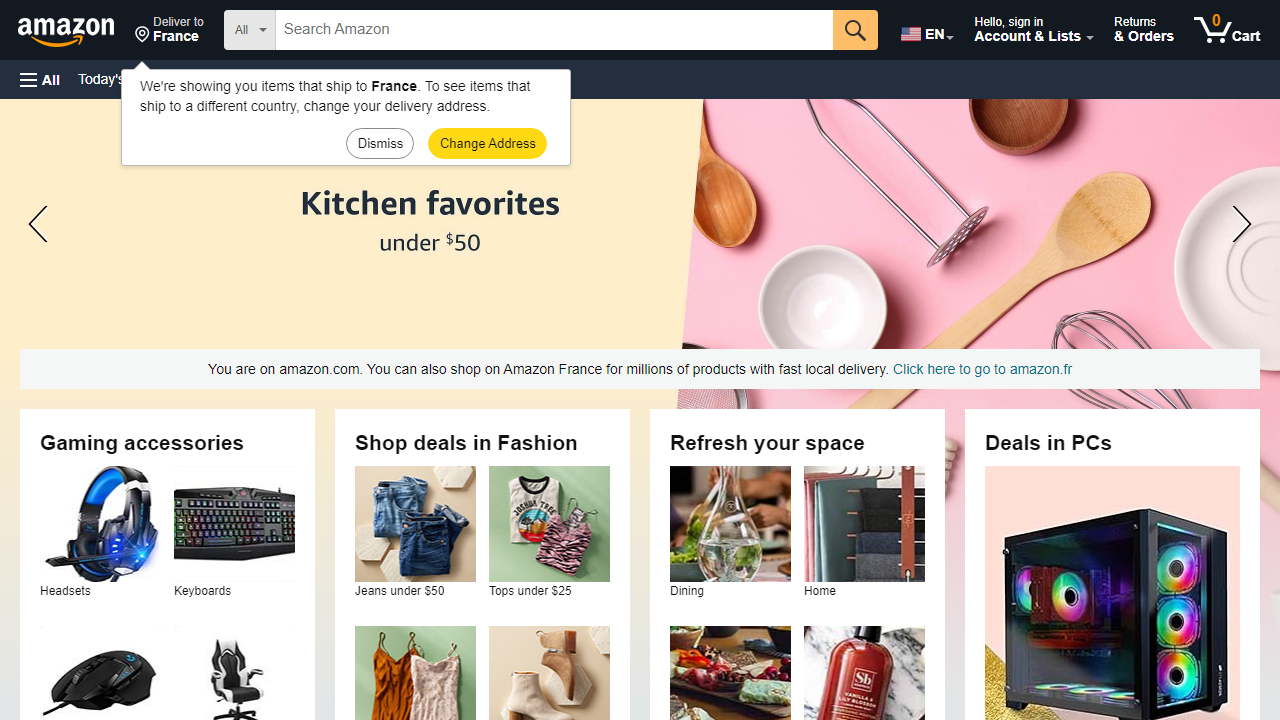 amazon
Deliver to
France
All
Search Amazon
EN
Hello, sign in
Account & Lists
Returns
& Orders
0
Cart
All
Today's
We're showing you items that ship to France. To see items that
ship to a different country, change your delivery address.
Dismiss
Change Address
Kitchen favorites
under $50
You are on amazon.com. You can also shop on Amazon France for millions of products with fast local delivery. Click here to go to amazon.fr
Gaming accessories
Headsets
Keyboards
Shop deals in Fashion
JOSHUA TREE
Jeans under $50
Tops under $25
Refresh your space
Dining
Home
Sb
VANILLA &
LILY BLOSSOM
Deals in PCs